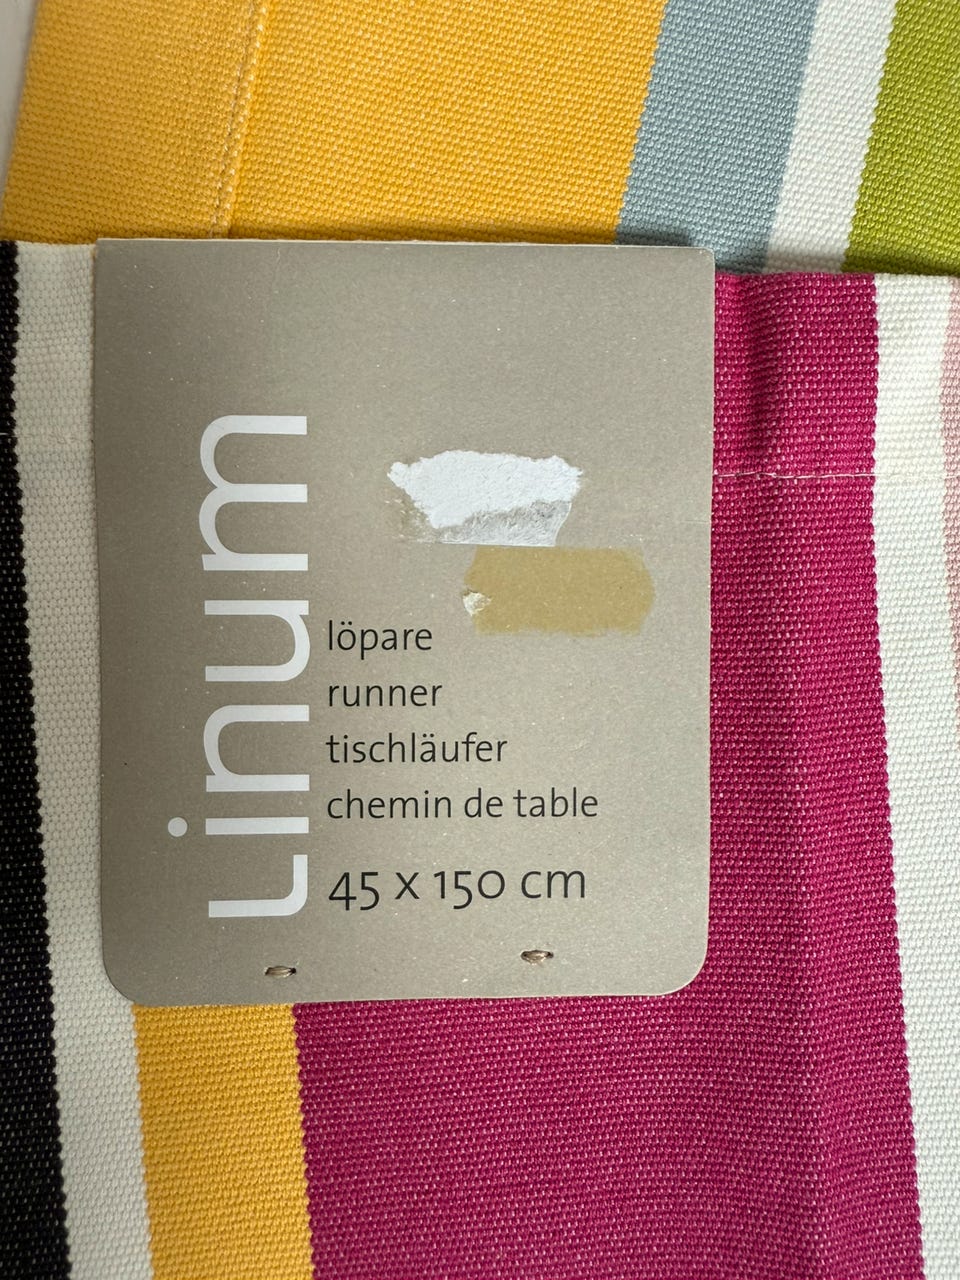 Linum
löpare
runner
tischläufer
chemin de table
45 x 150 cm